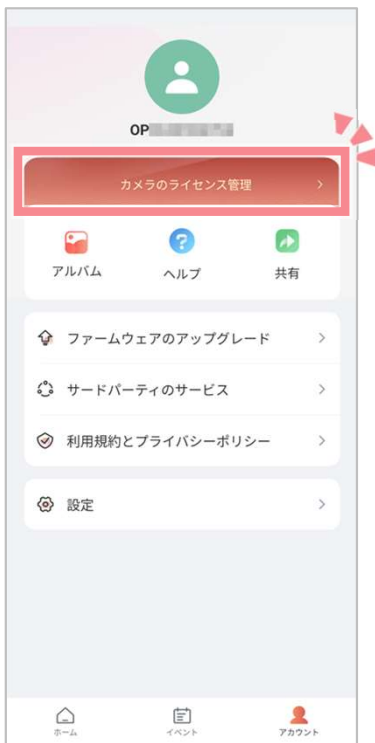 OP
カメラのライセンス管理
アルバム ヘルプ 共有
ファームウェアのアップグレード
サードパーティのサービス
利用規約とプライバシーポリシー
設定
ホーム イベント アカウント